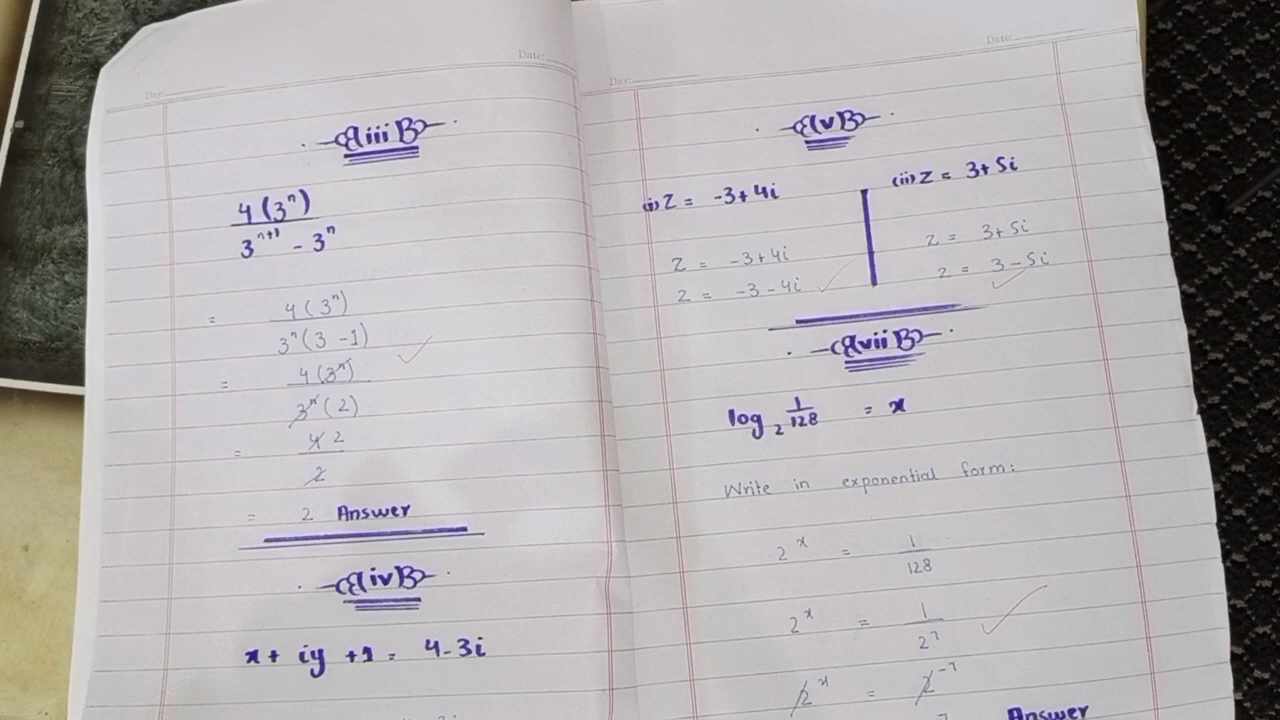 Day:
Date:
iii
4(3ⁿ)
3ⁿ⁺¹ - 3ⁿ
= 4(3ⁿ)
3ⁿ(3-1)
= 4(3ⁿ)
3ⁿ(2)
= 4 2
2
= 2 Answer
iv
x + iy + 1 = 4-3i
Day:
Date:
v
(i) Z = -3+4i
Z = -3+4i
Z = -3-4i
(ii) Z = 3+5i
Z = 3+5i
Z = 3-5i
vii
log₂ 1/128 = x
Write in exponential form:
2ˣ = 1/128
2ˣ = 1/2⁷
2ˣ = 2⁻⁷
Answer